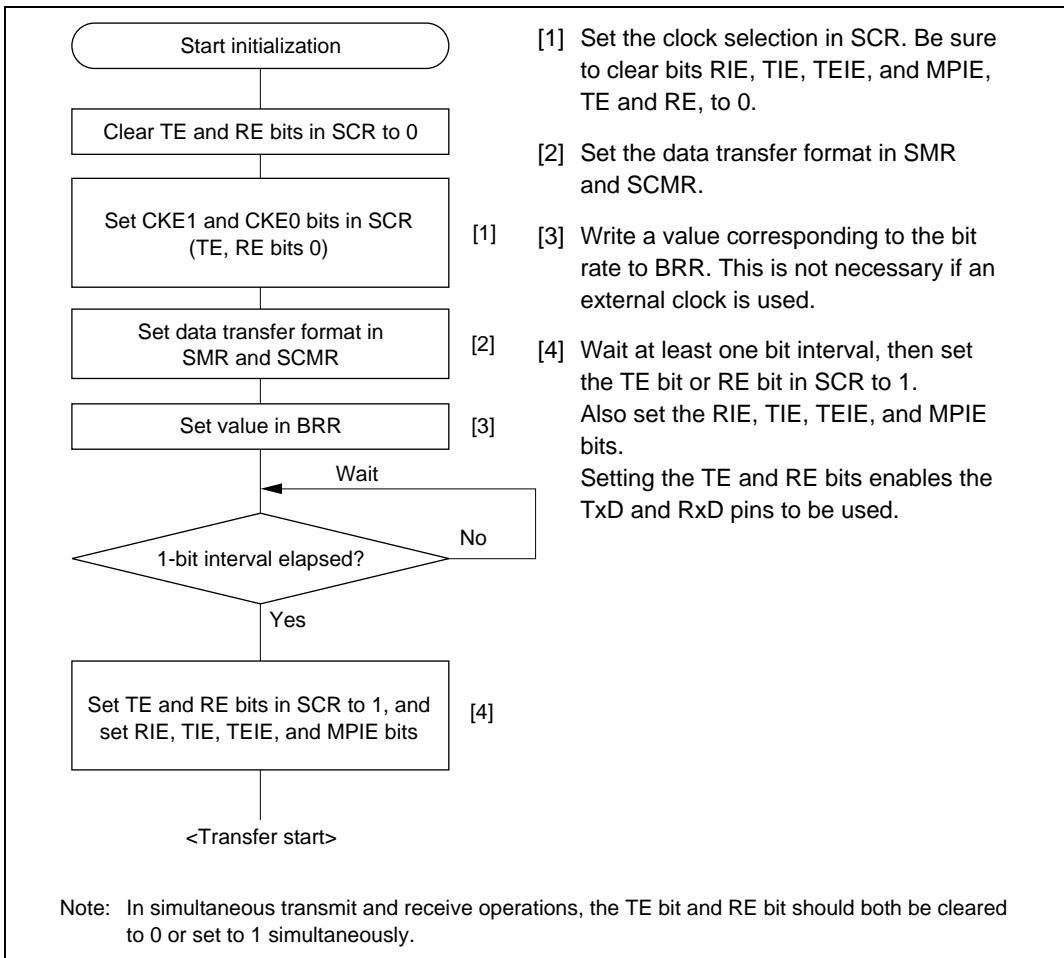 Start initialization
Clear TE and RE bits in SCR to 0
Set CKE1 and CKE0 bits in SCR
(TE, RE bits 0)
[1]
Set data transfer format in
SMR and SCMR
[2]
Set value in BRR
[3]
Wait
1-bit interval elapsed?
No
Yes
Set TE and RE bits in SCR to 1, and
set RIE, TIE, TEIE, and MPIE bits
[4]
<Transfer start>
[1] Set the clock selection in SCR. Be sure
to clear bits RIE, TIE, TEIE, and MPIE,
TE and RE, to 0.
[2] Set the data transfer format in SMR
and SCMR.
[3] Write a value corresponding to the bit
rate to BRR. This is not necessary if an
external clock is used.
[4] Wait at least one bit interval, then set
the TE bit or RE bit in SCR to 1.
Also set the RIE, TIE, TEIE, and MPIE
bits.
Setting the TE and RE bits enables the
TxD and RxD pins to be used.
Note: In simultaneous transmit and receive operations, the TE bit and RE bit should both be cleared
to 0 or set to 1 simultaneously.